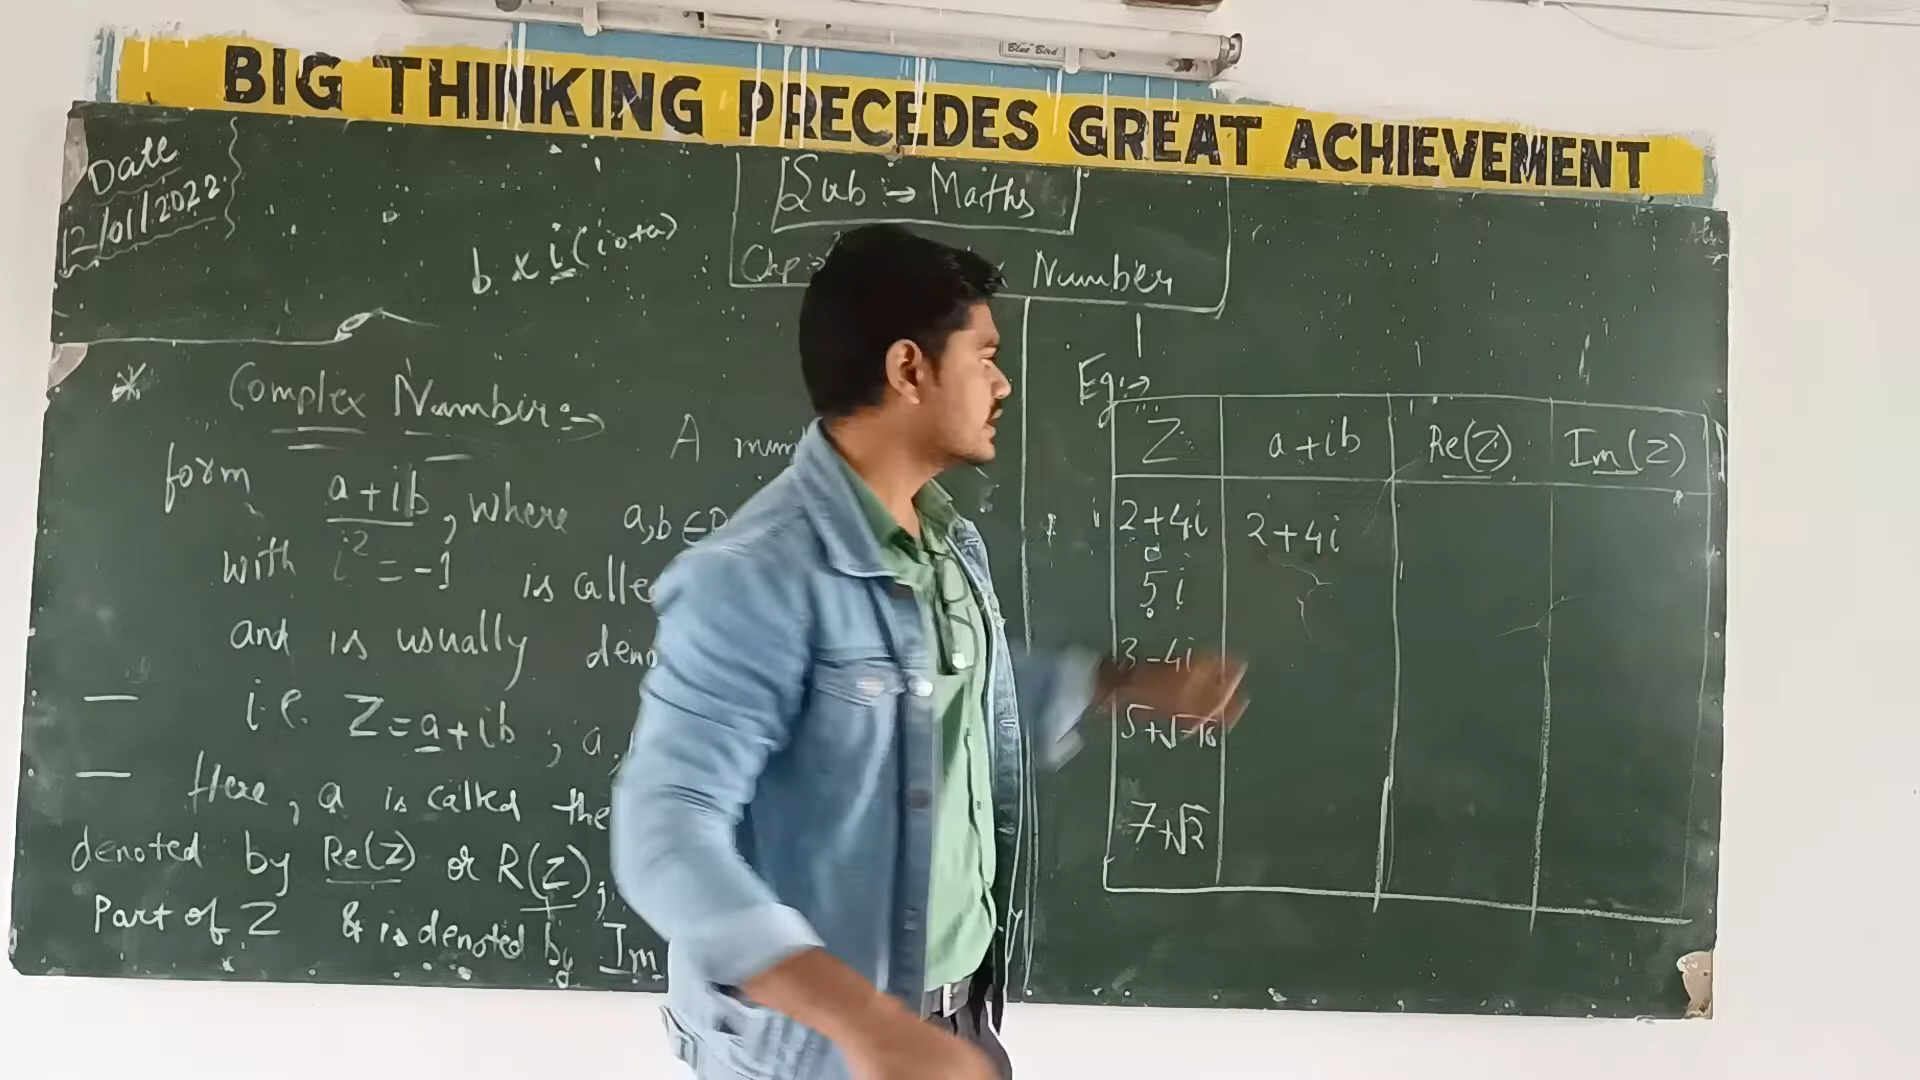 Blue Bird
BIG THINKING PRECEDES GREAT ACHIEVEMENT
Date
12/01/2022
Sub → Maths
Number
b x i (iota)
* Complex Number :→ A
form a+ib, where a,b ∈
with i² = -1 is
and is usually
— i.e. Z = a+ib ; a,
— Here, a is called the
denoted by Re(Z) or R(Z);
Part of Z & is denoted by Im
Eg:→
Z a+ib Re(Z) Im(Z)
2+4i 2+4i
5i
3-4i
5+√-16
7+√2